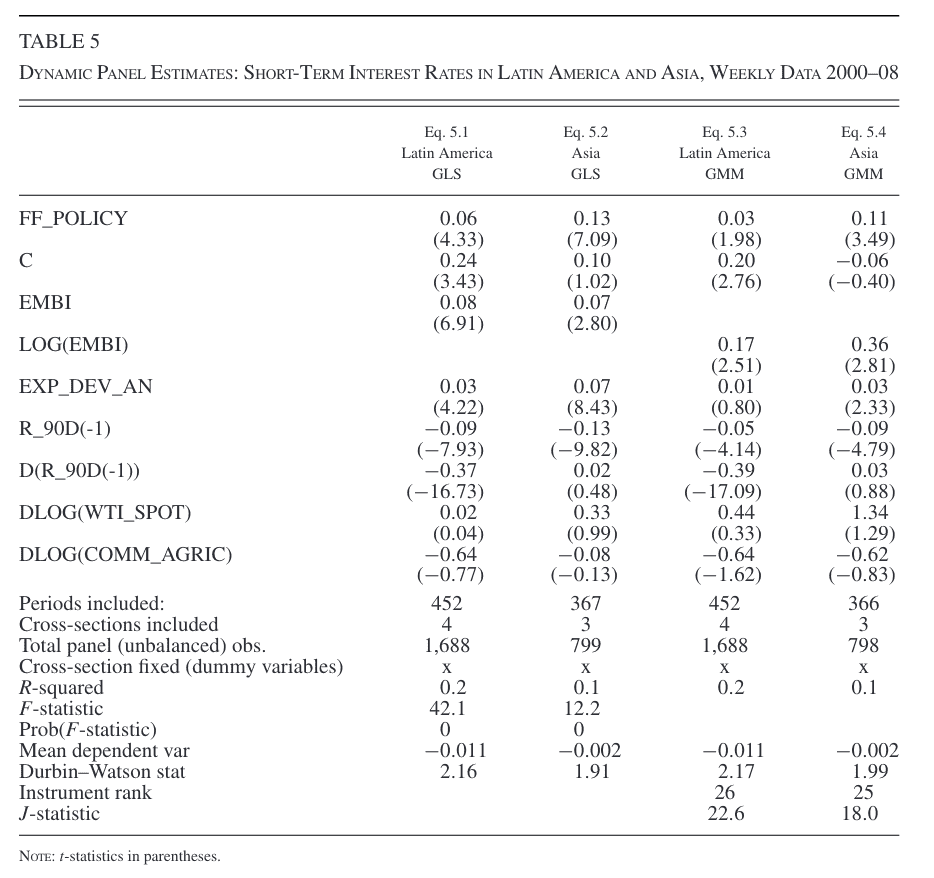 TABLE 5
DYNAMIC PANEL ESTIMATES: SHORT-TERM INTEREST RATES IN LATIN AMERICA AND ASIA, WEEKLY DATA 2000–08
Eq. 5.1 Eq. 5.2 Eq. 5.3 Eq. 5.4
Latin America Asia Latin America Asia
GLS GLS GMM GMM
FF_POLICY 0.06 0.13 0.03 0.11
(4.33) (7.09) (1.98) (3.49)
C 0.24 0.10 0.20 −0.06
(3.43) (1.02) (2.76) (−0.40)
EMBI 0.08 0.07
(6.91) (2.80)
LOG(EMBI) 0.17 0.36
(2.51) (2.81)
EXP_DEV_AN 0.03 0.07 0.01 0.03
(4.22) (8.43) (0.80) (2.33)
R_90D(-1) −0.09 −0.13 −0.05 −0.09
(−7.93) (−9.82) (−4.14) (−4.79)
D(R_90D(-1)) −0.37 0.02 −0.39 0.03
(−16.73) (0.48) (−17.09) (0.88)
DLOG(WTI_SPOT) 0.02 0.33 0.44 1.34
(0.04) (0.99) (0.33) (1.29)
DLOG(COMM_AGRIC) −0.64 −0.08 −0.64 −0.62
(−0.77) (−0.13) (−1.62) (−0.83)
Periods included: 452 367 452 366
Cross-sections included 4 3 4 3
Total panel (unbalanced) obs. 1,688 799 1,688 798
Cross-section fixed (dummy variables) x x x x
R-squared 0.2 0.1 0.2 0.1
F-statistic 42.1 12.2
Prob(F-statistic) 0 0
Mean dependent var −0.011 −0.002 −0.011 −0.002
Durbin–Watson stat 2.16 1.91 2.17 1.99
Instrument rank 26 25
J-statistic 22.6 18.0
NOTE: t-statistics in parentheses.